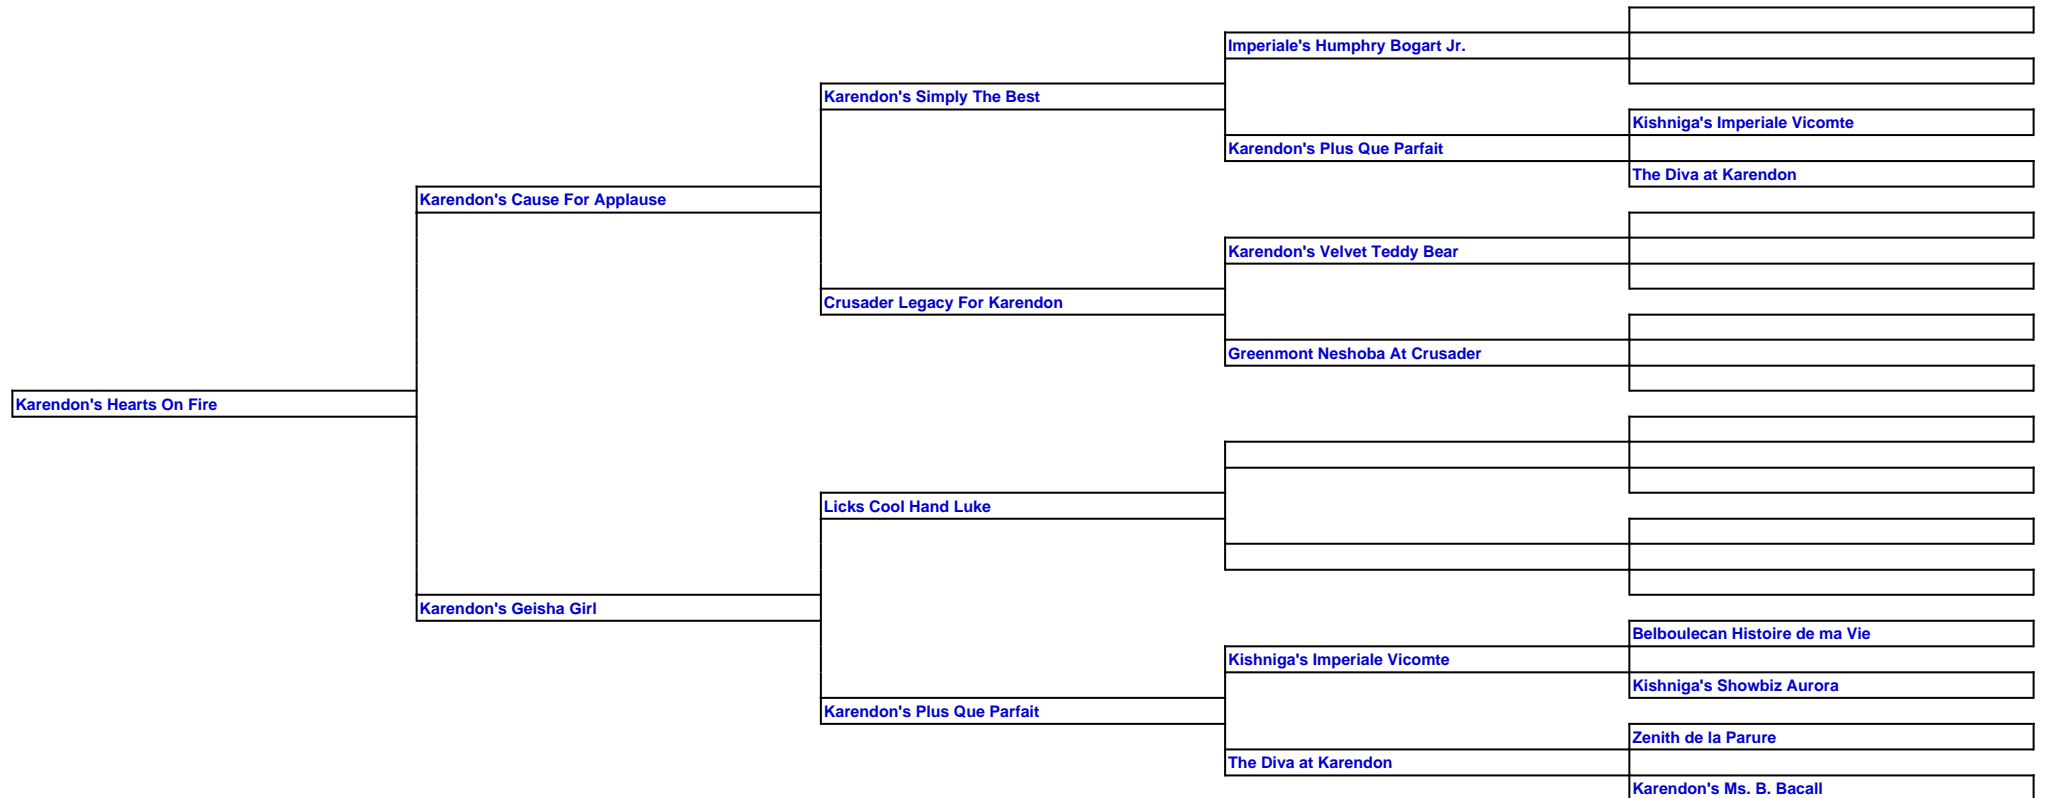 Imperiale's Humphry Bogart Jr.
Karendon's Simply The Best
Kishniga's Imperiale Vicomte
Karendon's Plus Que Parfait
The Diva at Karendon
Karendon's Cause For Applause
Karendon's Velvet Teddy Bear
Crusader Legacy For Karendon
Greenmont Neshoba At Crusader
Karendon's Hearts On Fire
Licks Cool Hand Luke
Karendon's Geisha Girl
Belboulecan Histoire de ma Vie
Kishniga's Imperiale Vicomte
Kishniga's Showbiz Aurora
Karendon's Plus Que Parfait
Zenith de la Parure
The Diva at Karendon
Karendon's Ms. B. Bacall